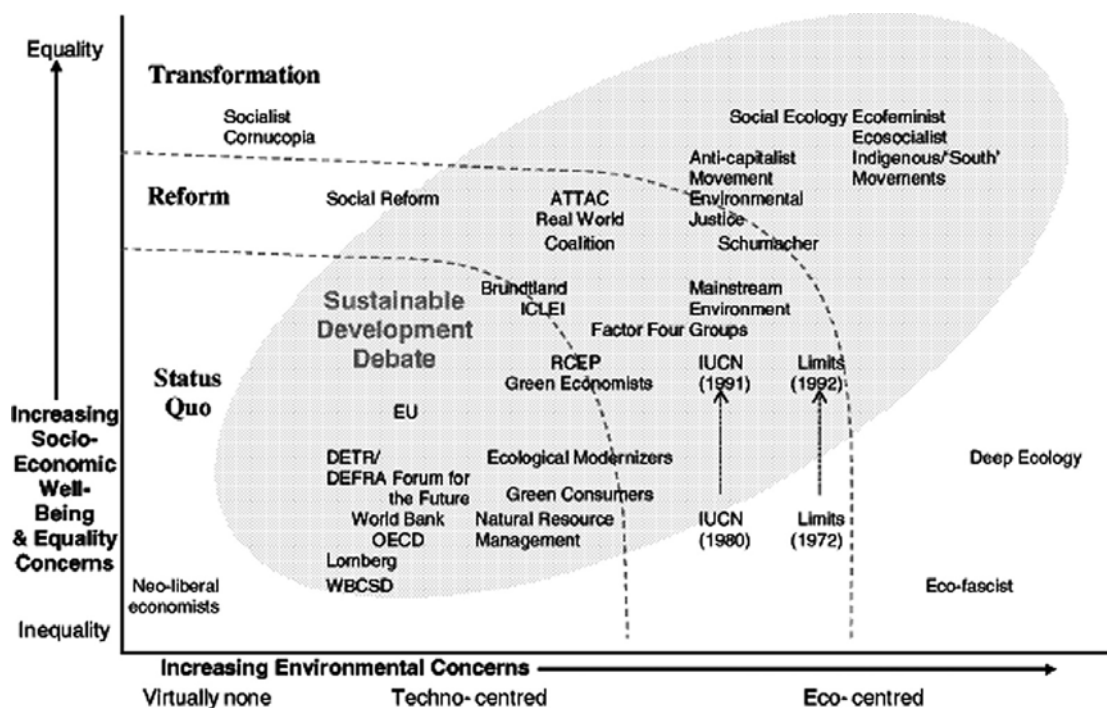 Equality
Transformation
Socialist
Cornucopia
Social Ecology Ecofeminist
Ecosocialist
Indigenous/'South'
Movements
Anti-capitalist
Movement
Environmental
Justice
Reform
Social Reform
ATTAC
Real World
Coalition
Schumacher
Brundtland
ICLEI
Mainstream
Environment
Sustainable
Development
Debate
Factor Four Groups
RCEP
Green Economists
IUCN
(1991)
Limits
(1992)
Status
Quo
EU
Increasing
Socio-
Economic
Well-
Being
& Equality
Concerns
DETR/
DEFRA
Forum for
the Future
Ecological Modernizers
Green Consumers
Deep Ecology
World Bank
OECD
Natural Resource
Management
IUCN
(1980)
Limits
(1972)
Lomberg
WBCSD
Neo-liberal
economists
Eco-fascist
Inequality
Increasing Environmental Concerns
Virtually none
Techno- centred
Eco- centred